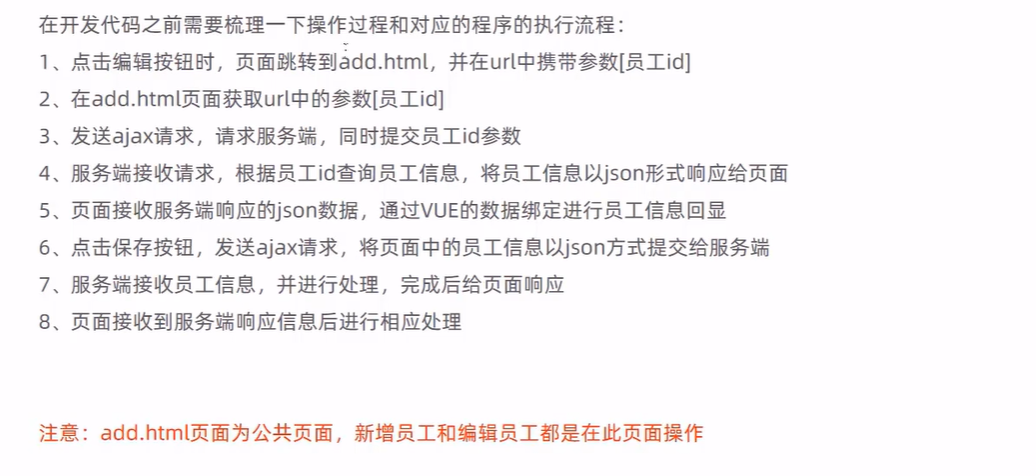 在开发代码之前需要梳理一下操作过程和对应的程序的执行流程：
1、点击编辑按钮时，页面跳转到add.html，并在url中携带参数[员工id]
2、在add.html页面获取url中的参数[员工id]
3、发送ajax请求，请求服务端，同时提交员工id参数
4、服务端接收请求，根据员工id查询员工信息，将员工信息以json形式响应给页面
5、页面接收服务端响应的json数据，通过VUE的数据绑定进行员工信息回显
6、点击保存按钮，发送ajax请求，将页面中的员工信息以json方式提交给服务端
7、服务端接收员工信息，并进行处理，完成后给页面响应
8、页面接收到服务端响应信息后进行相应处理
注意：add.html页面为公共页面，新增员工和编辑员工都是在此页面操作